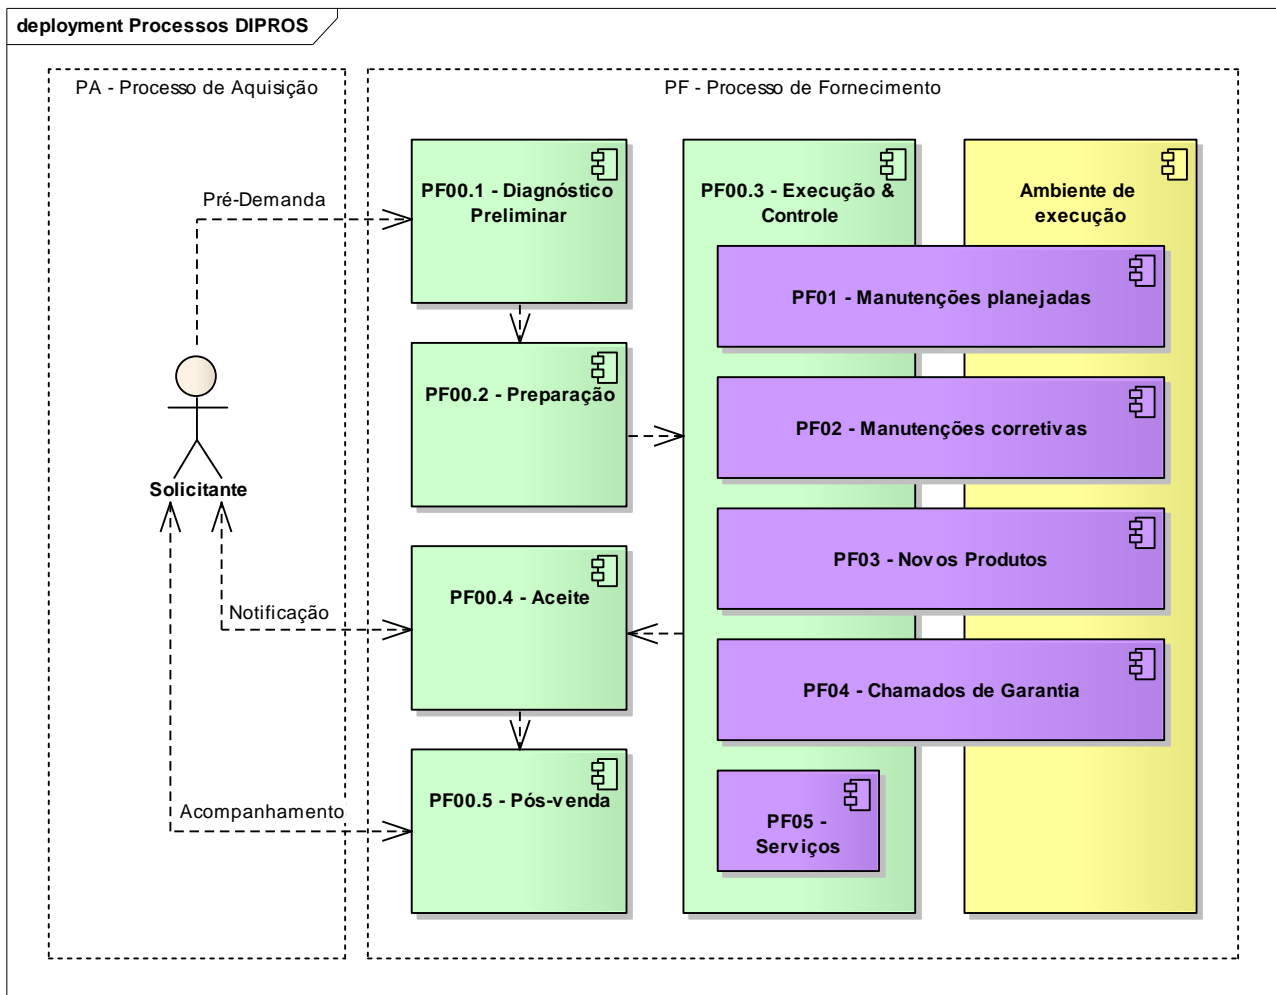 deployment Processos DIPROS
PA - Processo de Aquisição
PF - Processo de Fornecimento
Pré-Demanda
PF00.1 - Diagnóstico
Preliminar
PF00.3 - Execução &
Controle
Ambiente de
execução
PF01 - Manutenções planejadas
PF00.2 - Preparação
PF02 - Manutenções corretivas
Solicitante
PF03 - Novos Produtos
PF00.4 - Aceite
Notificação
PF04 - Chamados de Garantia
PF00.5 - Pós-venda
Acompanhamento
PF05 -
Serviços